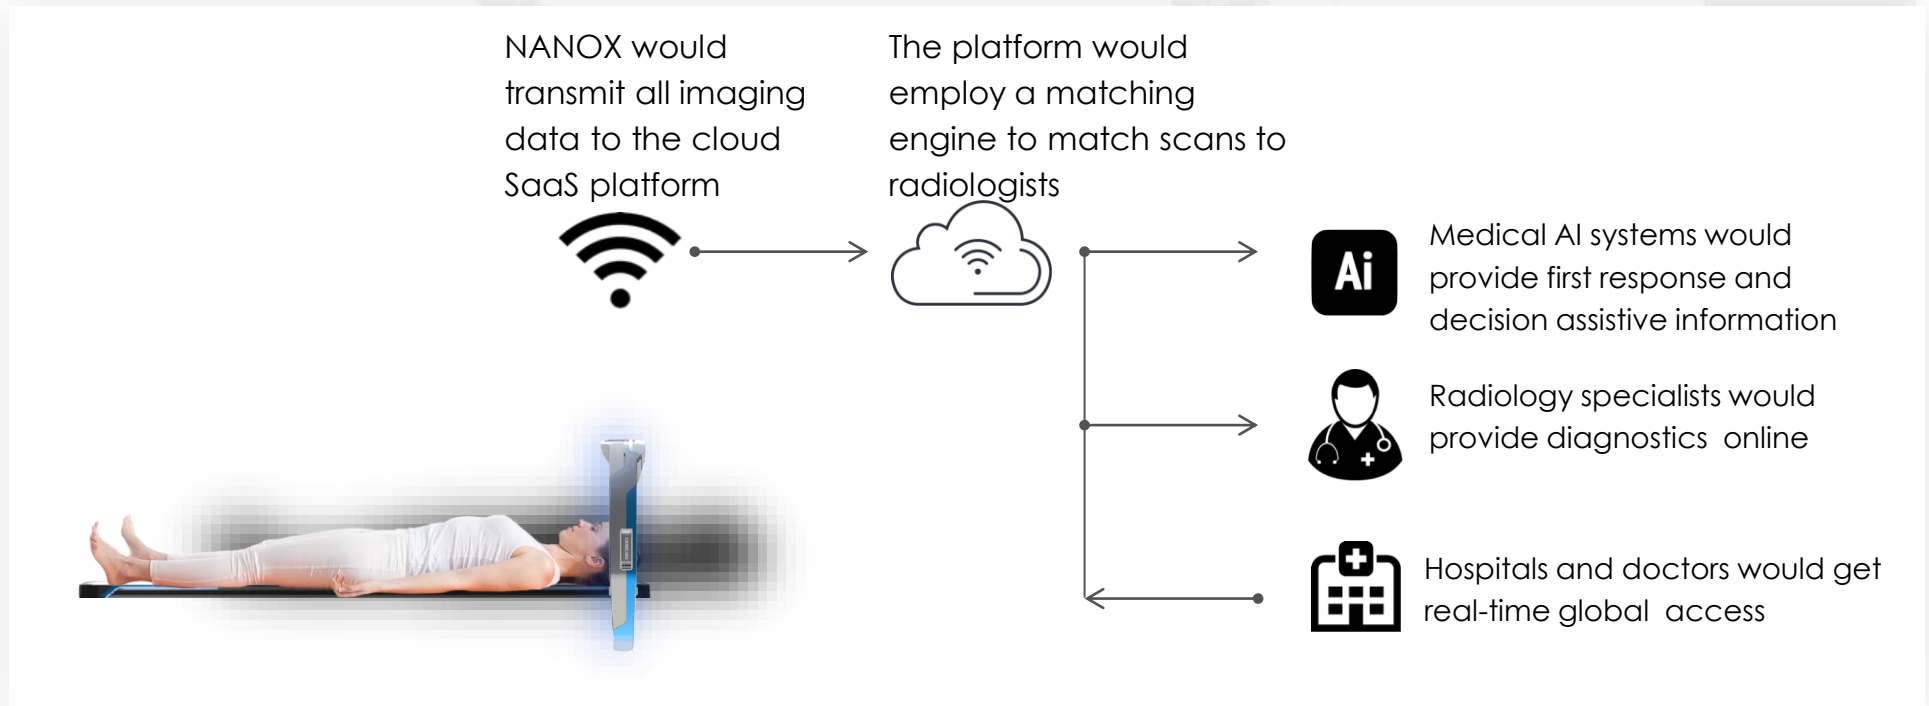 NANOX would
transmit all imaging
data to the cloud
SaaS platform
The platform would
employ a matching
engine to match scans to
radiologists
Ai
Medical AI systems would
provide first response and
decision assistive information
Radiology specialists would
provide diagnostics  online
Hospitals and doctors would get
real-time global  access